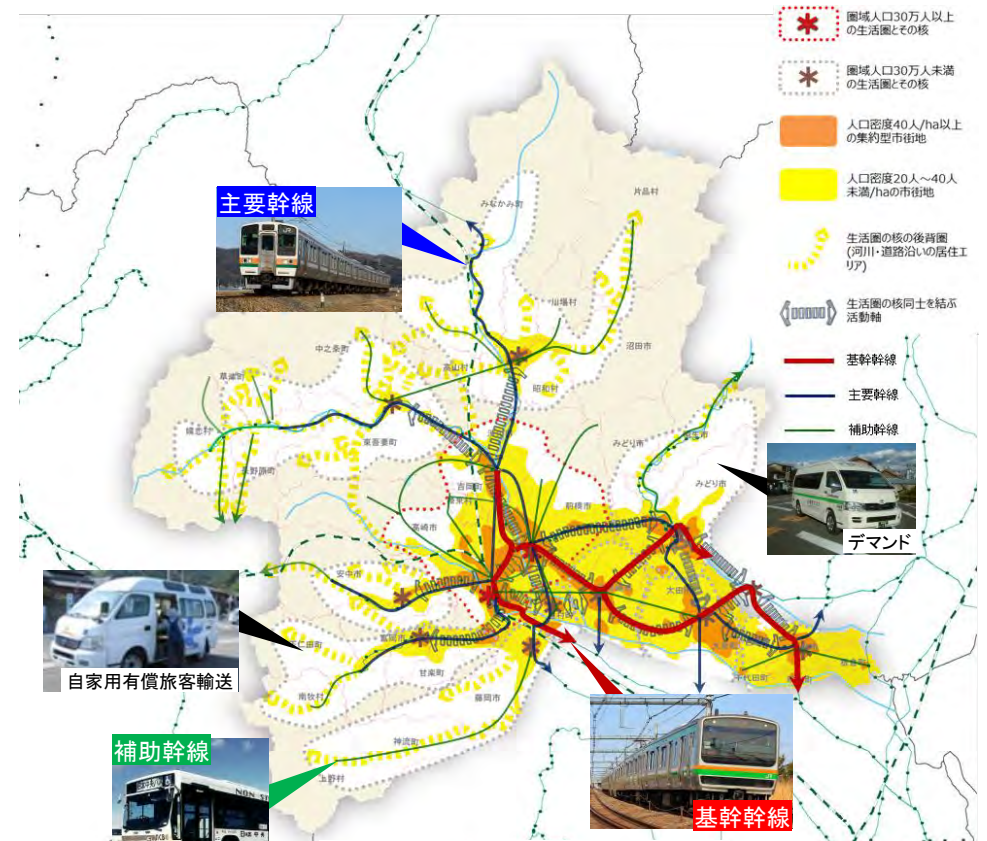 圏域人口30万人以上
の生活圏とその核
圏域人口30万人未満
の生活圏とその核
人口密度40人/ha以上
の集約型市街地
人口密度20人～40人
未満/haの市街地
生活圏の核の後背圏
(河川・道路沿いの居住エ
リア)
生活圏の核同士を結ぶ
活動軸
基幹幹線
主要幹線
補助幹線
主要幹線
JR
みなかみ町
片品村
川場村
沼田市
中之条町
高山村
昭和村
草津町
嬬恋村
東吾妻町
長野原町
みどり市
みどり市
吉岡町
榛東村
前橋市
高崎市
デマンド
安中市
太田市
富岡市
下仁田町
自家用有償旅客輸送
甘楽町
千代田町
南牧村
藤岡市
補助幹線
神流町
上野村
基幹幹線